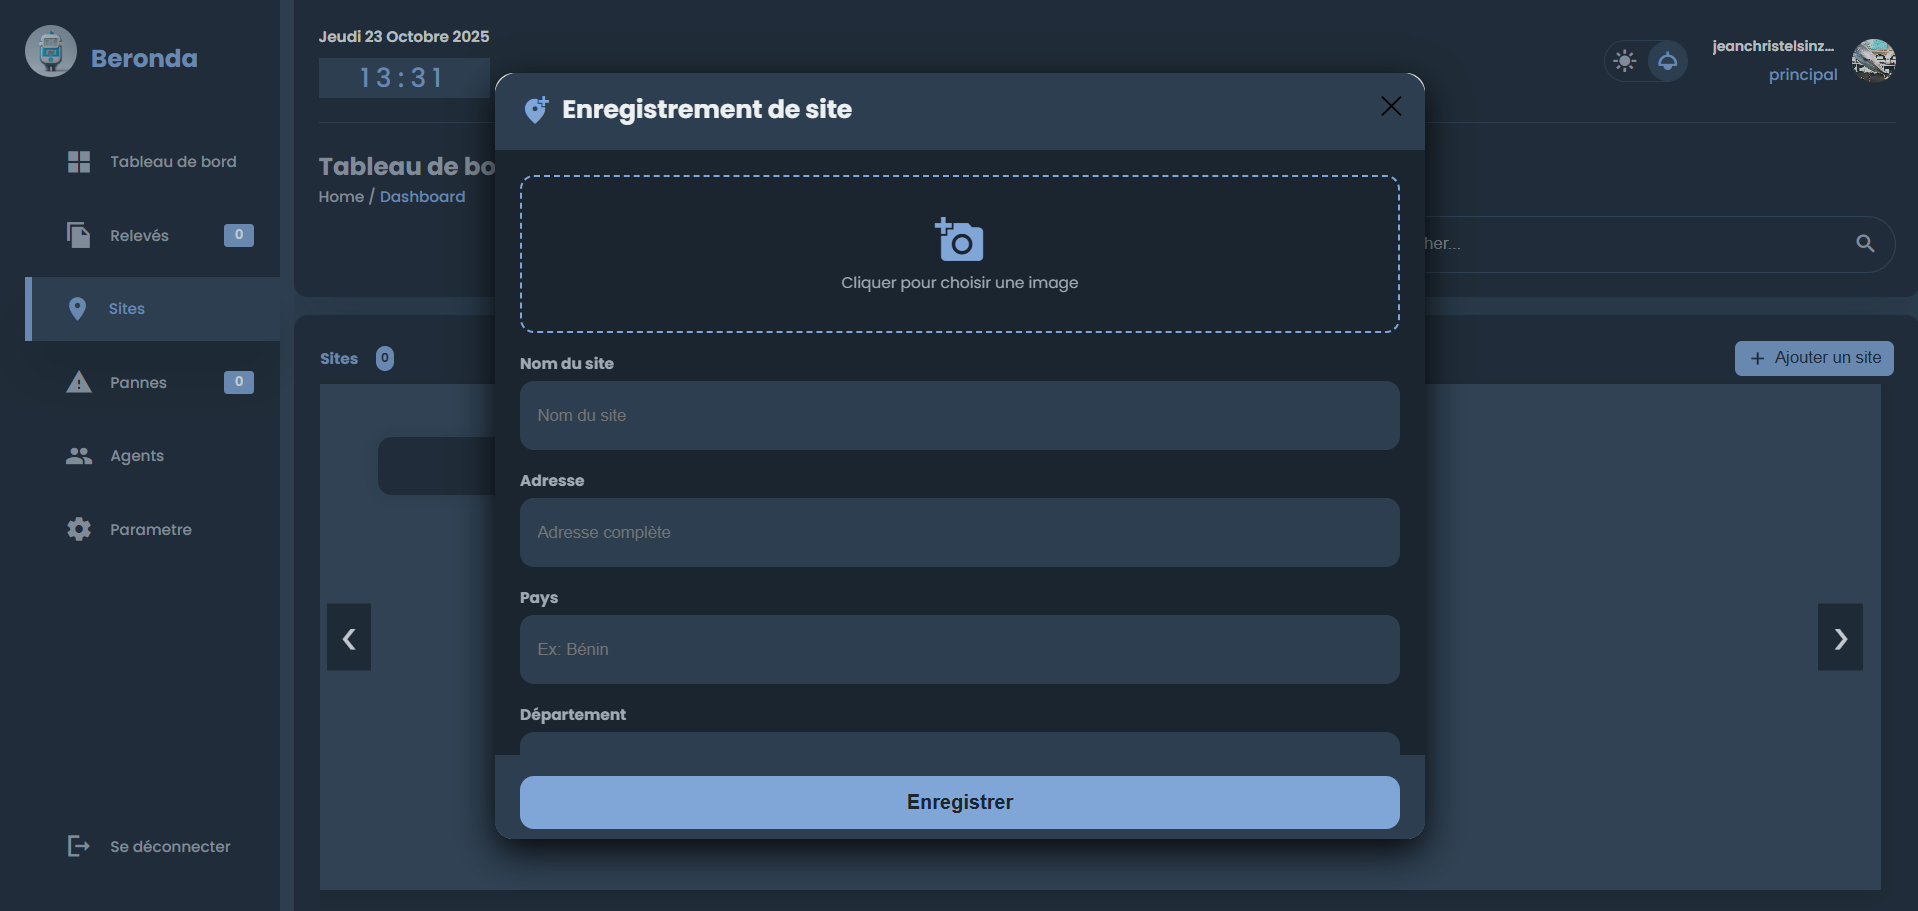 Beronda
Tableau de bord
Relevés 0
Sites
Pannes 0
Agents
Parametre
Se déconnecter
Jeudi 23 Octobre 2025
13:31
jeanchristelsinz...
principal
Tableau de bo
Home / Dashboard
her...
Sites 0
+ Ajouter un site
Enregistrement de site
Cliquer pour choisir une image
Nom du site
Nom du site
Adresse
Adresse complète
Pays
Ex: Bénin
Département
Enregistrer